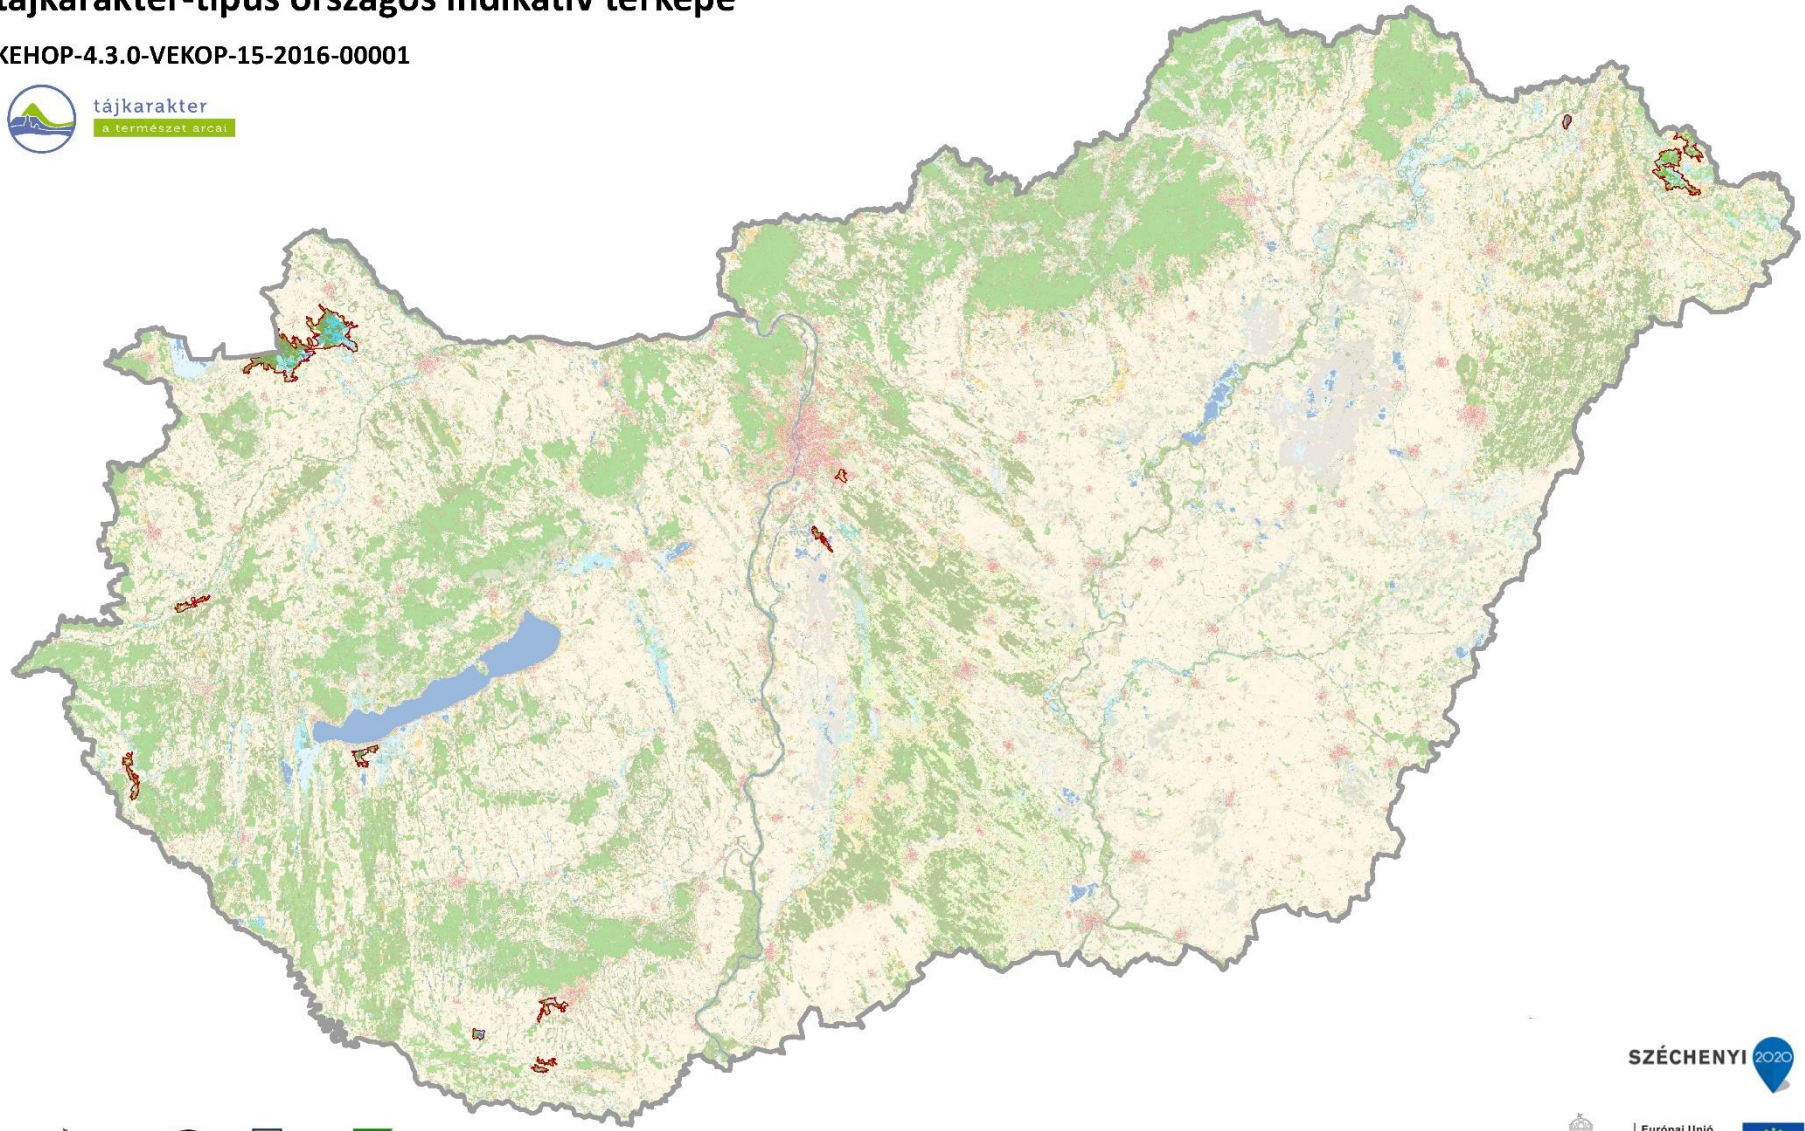 tájkarakter-típus országos indikatív térképe
KEHOP-4.3.0-VEKOP-15-2016-00001
tájkarakter
a természet arcai
SZÉCHENYI 2020
Európai Unió